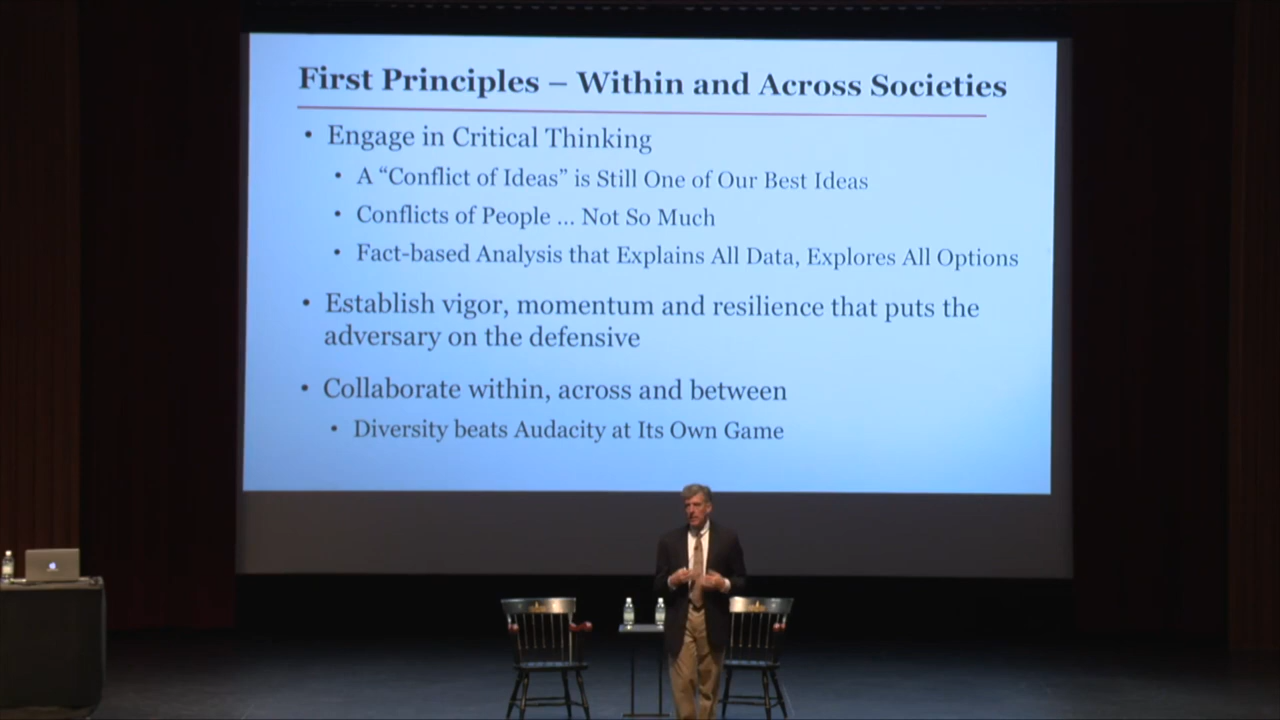 First Principles – Within and Across Societies
• Engage in Critical Thinking
• A “Conflict of Ideas” is Still One of Our Best Ideas
• Conflicts of People ... Not So Much
• Fact-based Analysis that Explains All Data, Explores All Options
• Establish vigor, momentum and resilience that puts the
adversary on the defensive
• Collaborate within, across and between
• Diversity beats Audacity at Its Own Game